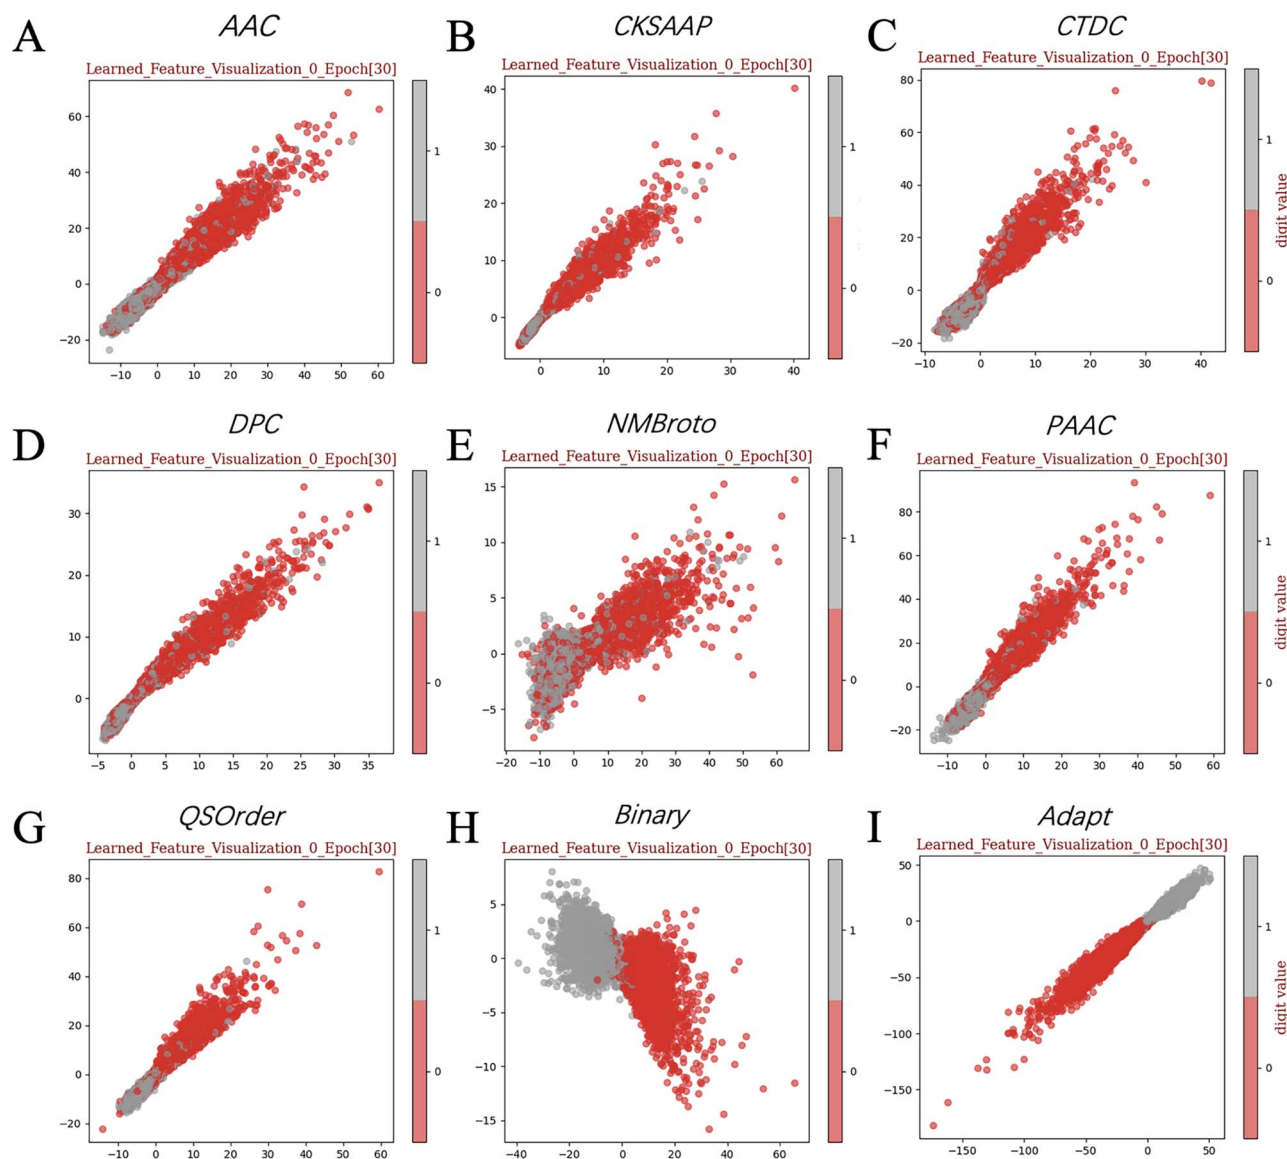 A
AAC
Learned_Feature_Visualization_0_Epoch[30]
60
40
20
0
−20
−10 0 10 20 30 40 50 60
1
0
B
CKSAAP
40
30
20
10
0
0 10 20 30 40
1
0
C
CTDC
Learned_Feature_Visualization_0_Epoch[30]
80
60
40
20
0
−20
−10 0 10 20 30 40
1
0
digit value
D
DPC
Learned_Feature_Visualization_0_Epoch[30]
30
20
10
0
−5 0 5 10 15 20 25 30 35
1
0
E
NMBroto
Learned_Feature_Visualization_0_Epoch[30]
15
10
5
0
−5
−20 −10 0 10 20 30 40 50 60
1
0
F
PAAC
Learned_Feature_Visualization_0_Epoch[30]
80
60
40
20
0
−20
−10 0 10 20 30 40 50 60
1
0
digit value
G
QSOrder
Learned_Feature_Visualization_0_Epoch[30]
80
60
40
20
0
−20
−10 0 10 20 30 40 50 60
1
0
H
Binary
Learned_Feature_Visualization_0_Epoch[30]
5
0
−5
−10
−15
−40 −20 0 20 40 60
1
0
I
Adapt
Learned_Feature_Visualization_0_Epoch[30]
50
0
−50
−100
−150
−150 −100 −50 0 50
1
0
digit value